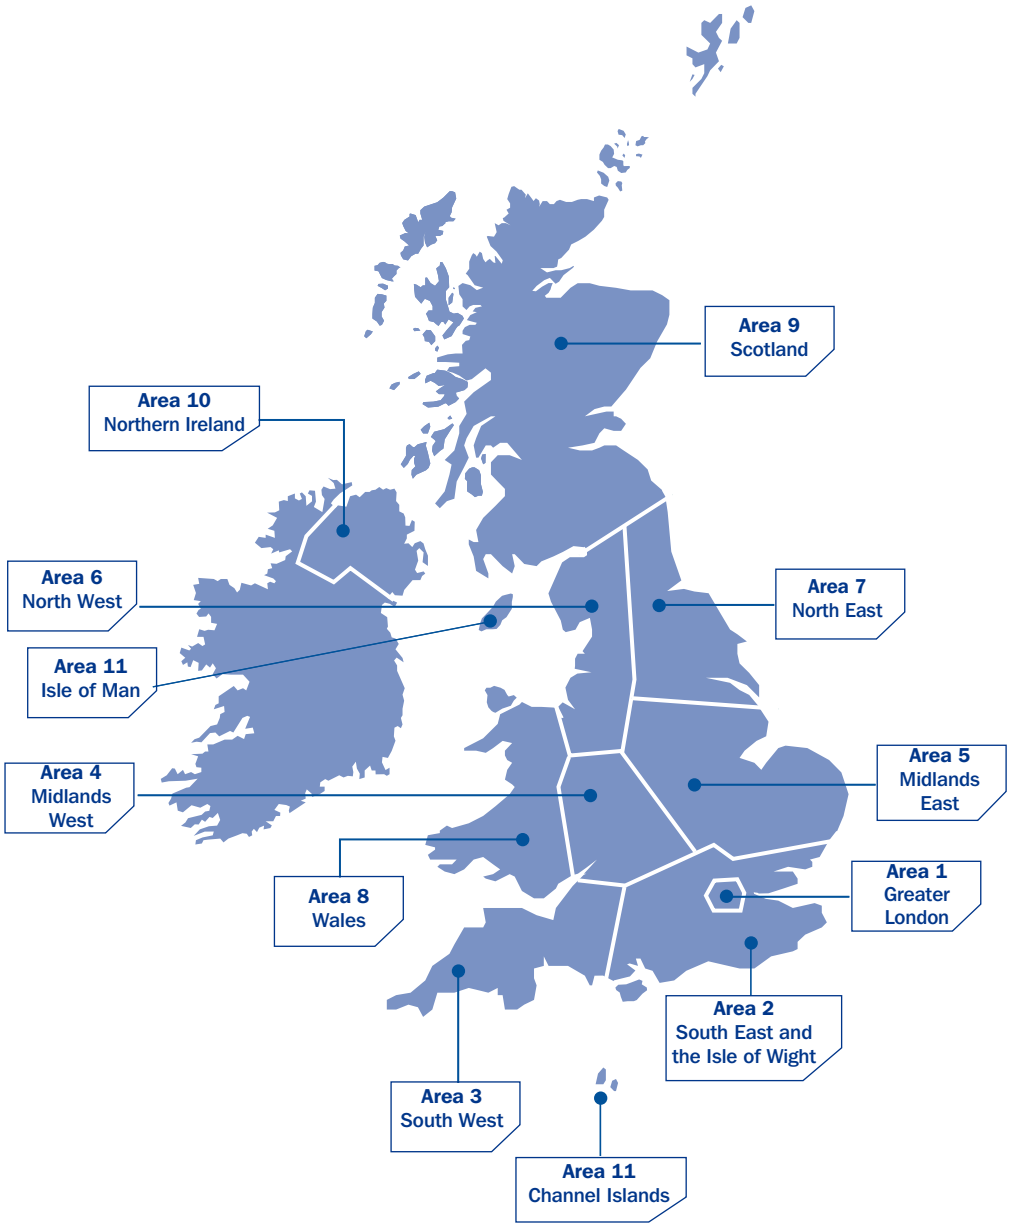 Area 9
Scotland
Area 10
Northern Ireland
Area 6
North West
Area 7
North East
Area 11
Isle of Man
Area 4
Midlands
West
Area 5
Midlands
East
Area 8
Wales
Area 1
Greater
London
Area 2
South East and
the Isle of Wight
Area 3
South West
Area 11
Channel Islands